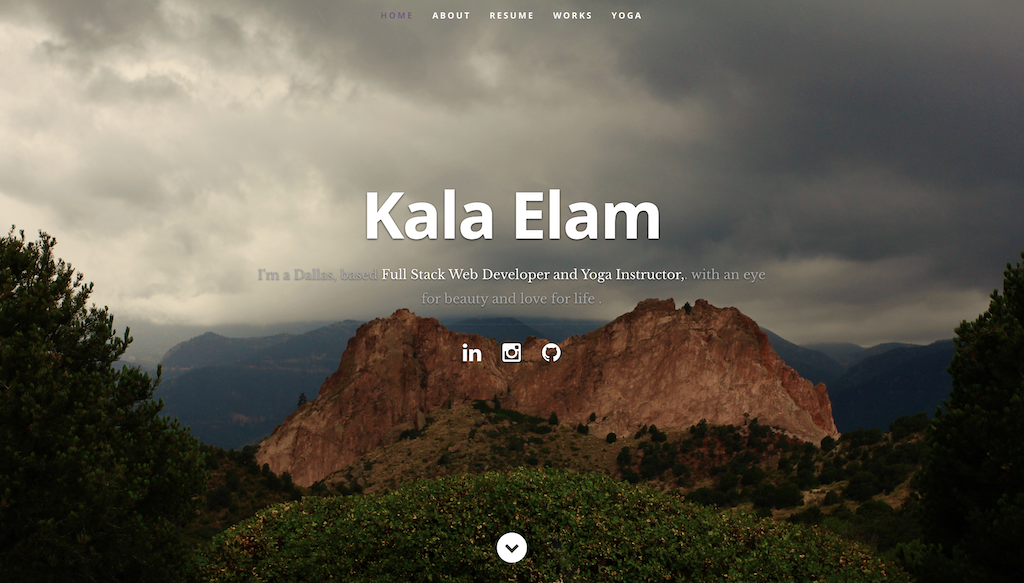 HOME ABOUT RESUME WORKS YOGA
Kala Elam
I'm a Dallas, based Full Stack Web Developer and Yoga Instructor,. with an eye
for beauty and love for life .
in